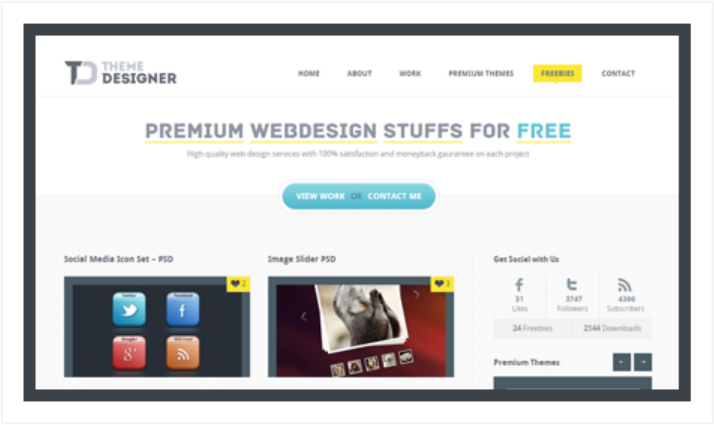 THEME
DESIGNER
HOME ABOUT WORK PREMIUM THEMES FREEBIES CONTACT
PREMIUM WEBDESIGN STUFFS FOR FREE
High quality web design services with 100% satisfaction and moneyback gaurantee on each project
VIEW WORK OR CONTACT ME
Social Media Icon Set – PSD
Image Slider PSD
Get Social with Us
2
3
31
Likes
3747
Followers
4366
Subscribers
24 Freebies
2144 Downloads
Twitter
Facebook
Google+
RSS Feed
Premium Themes